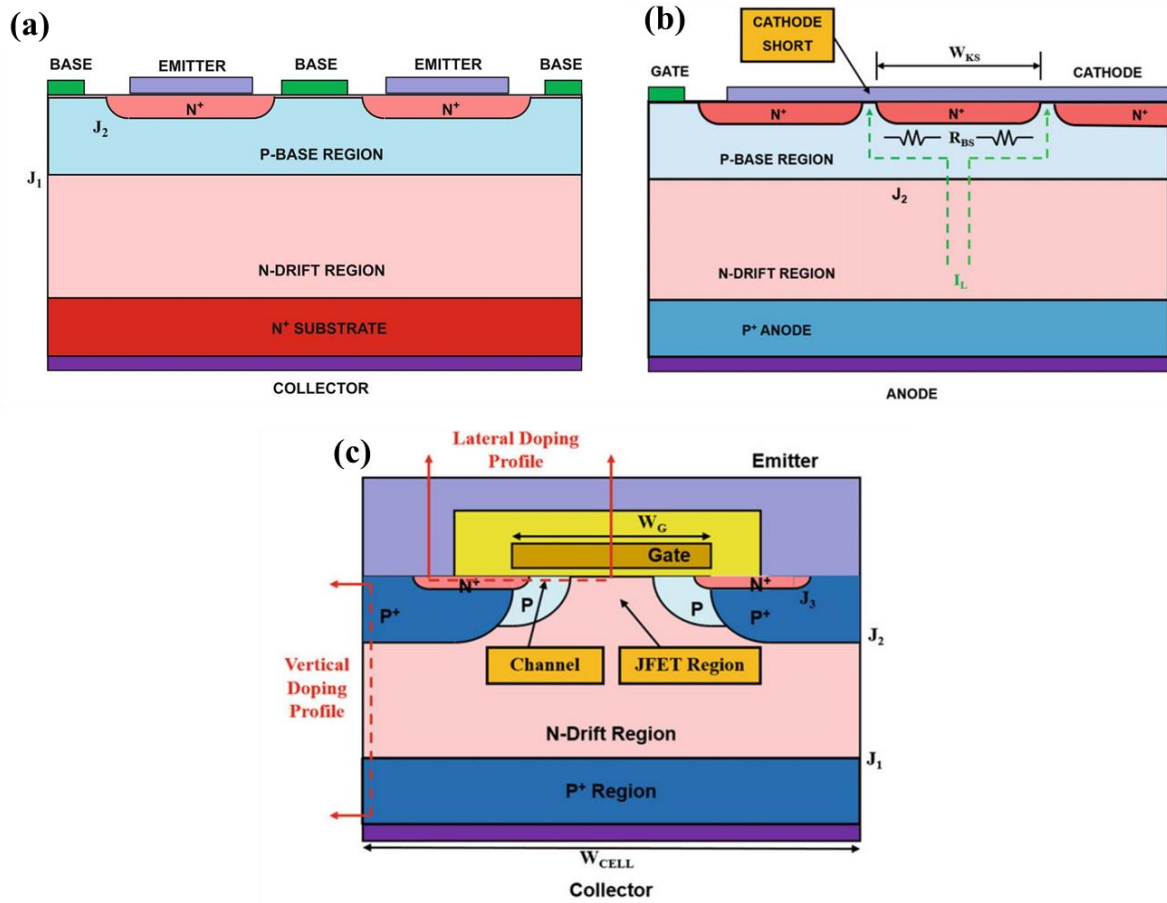 (a)
BASE EMITTER BASE EMITTER BASE
N+ N+
J2
P-BASE REGION
J1
N-DRIFT REGION
N+ SUBSTRATE
COLLECTOR
(b)
CATHODE
SHORT
WKS
GATE CATHODE
N+ N+ N+
RBS
P-BASE REGION
J2
N-DRIFT REGION
IL
P+ ANODE
ANODE
(c)
Lateral Doping
Profile
Emitter
WG
Gate
N+ N+
P+ P P P+
J3
J2
Channel JFET Region
Vertical
Doping
Profile
N-Drift Region
J1
P+ Region
WCELL
Collector